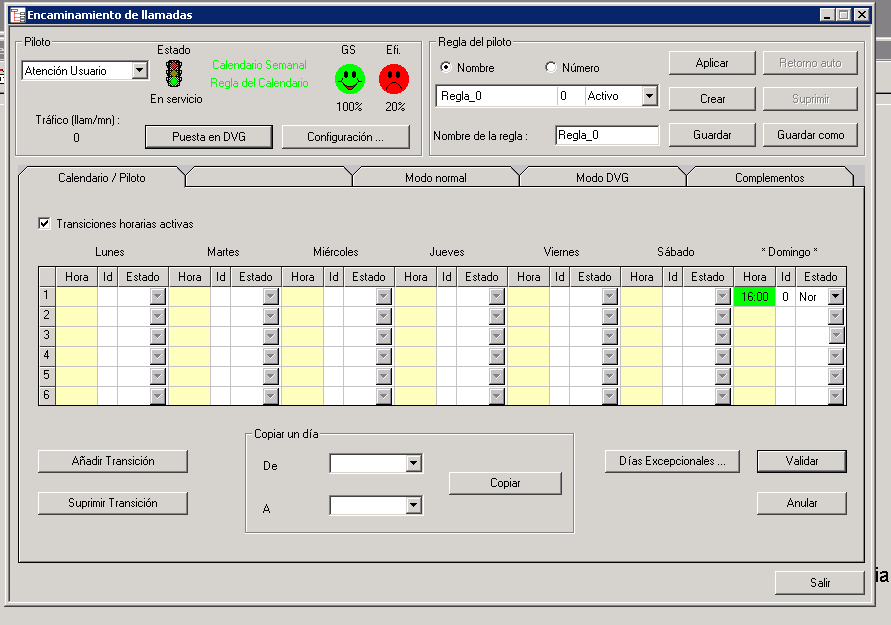 Encaminamiento de llamadas
Piloto
Atención Usuario
Estado
En servicio
Calendario Semanal
Regla del Calendario
GS
Efi.
100%
20%
Tráfico (llam/mn) :
0
Puesta en DVG
Configuración ...
Regla del piloto
Nombre
Número
Regla_0 0 Activo
Nombre de la regla :
Regla_0
Aplicar
Retorno auto
Crear
Suprimir
Guardar
Guardar como
Calendario / Piloto
Modo normal
Modo DVG
Complementos
Transiciones horarias activas
Lunes Martes Miércoles Jueves Viernes Sábado * Domingo *
Hora Id Estado Hora Id Estado Hora Id Estado Hora Id Estado Hora Id Estado Hora Id Estado Hora Id Estado
1 16:00 0 Nor
2
3
4
5
6
Añadir Transición
Suprimir Transición
Copiar un día
De
A
Copiar
Días Excepcionales ...
Validar
Anular
Salir
ia